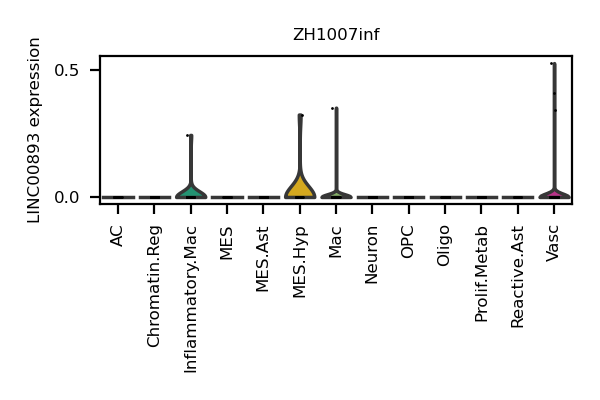 ZH1007inf
LINC00893 expression
0.5
0.0
AC
Chromatin.Reg
Inflammatory.Mac
MES
MES.Ast
MES.Hyp
Mac
Neuron
OPC
Oligo
Prolif.Metab
Reactive.Ast
Vasc